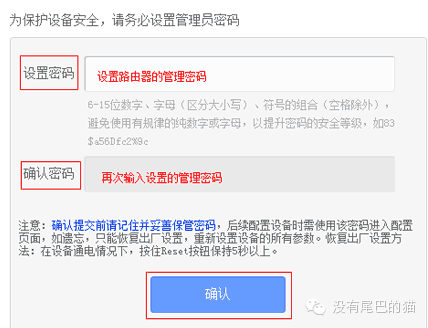 为保护设备安全，请务必设置管理员密码
设置密码
设置路由器的管理密码
6-15位数字、字母（区分大小写）、符号的组合（空格除外），
避免使用有规律的纯数字或字母，以提升密码的安全等级，如83
$a56Dfc2%9c
确认密码
再次输入设置的管理密码
注意：确认提交前请记住并妥善保管密码，后续配置设备时需使用该密码进入配置
页面，如遗忘，只能恢复出厂设置，重新设置设备的所有参数。恢复出厂设置方
法：在设备通电情况下，按住Reset按钮保持5秒以上。
确认
没有尾巴的猫